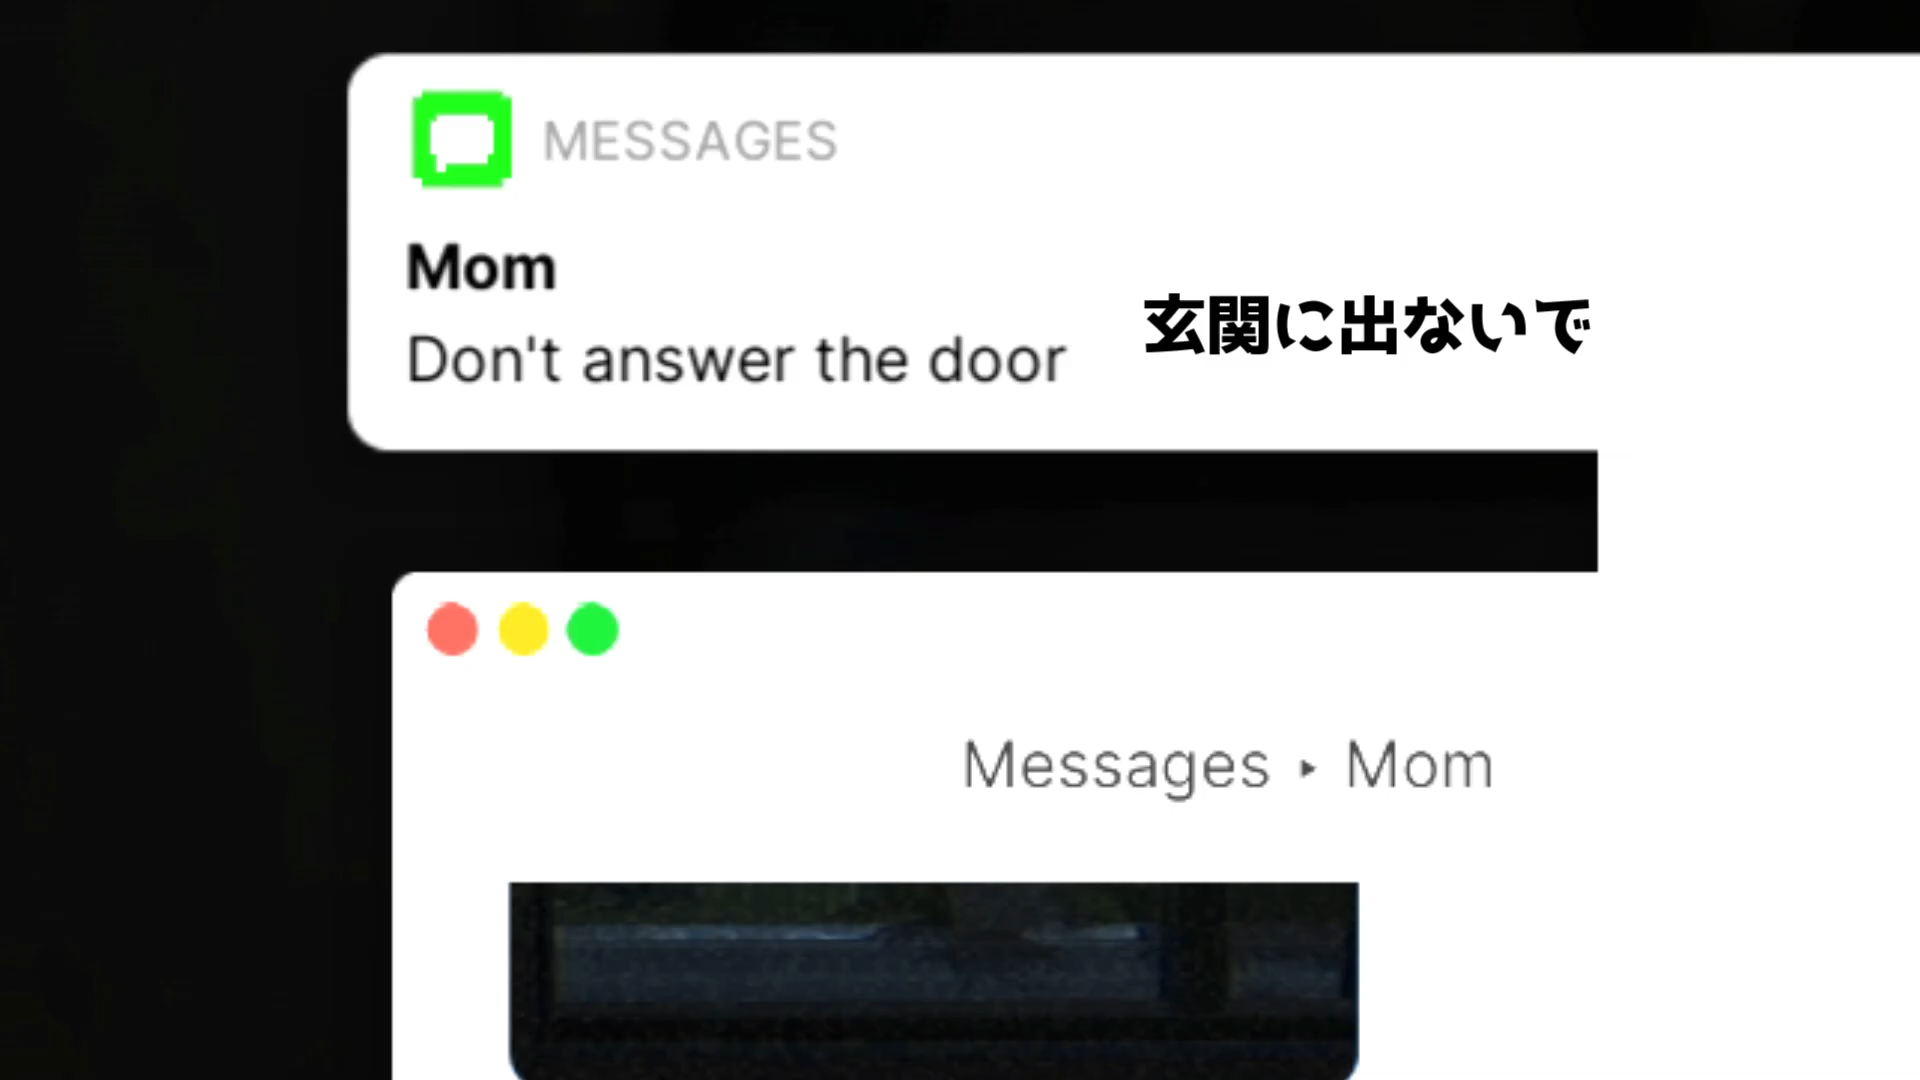 MESSAGES
Mom
Don't answer the door
玄関に出ないで
Messages ▸ Mom